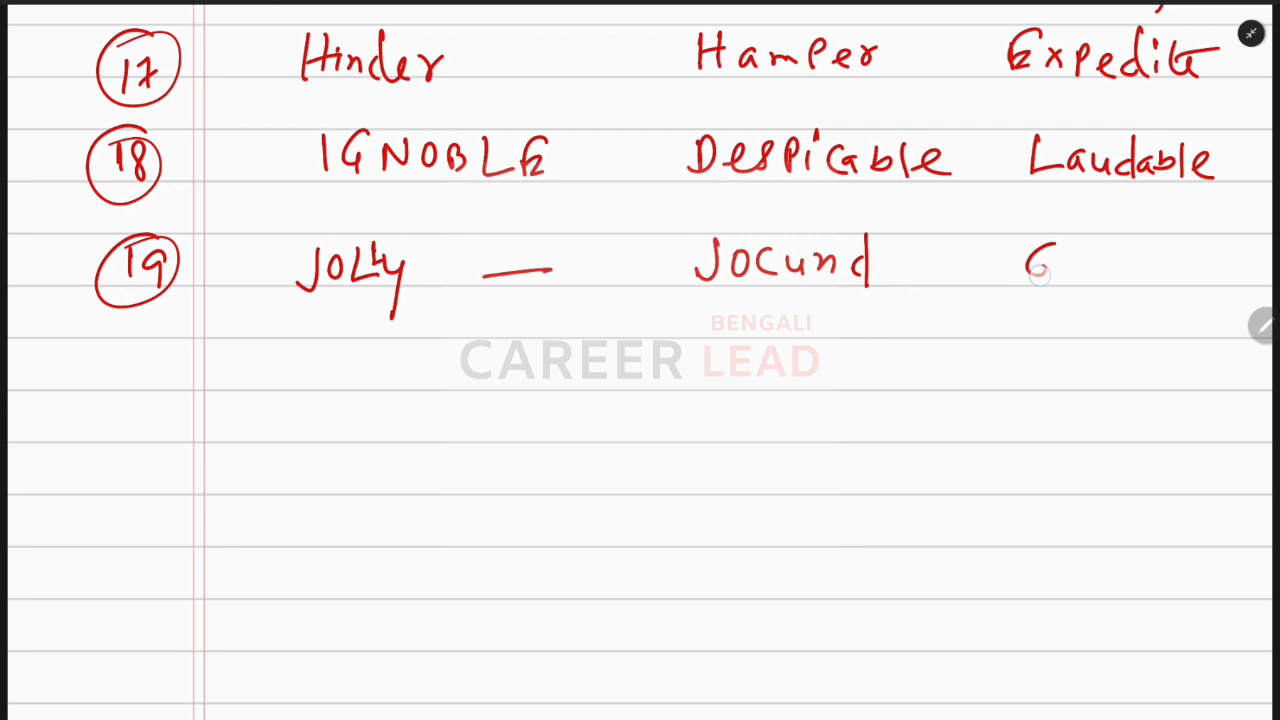 17 Hinder Hamper Expedite
18 IGNOBLE Despicable Laudable
19 JOLLY — Jocund G
BENGALI
CAREER LEAD